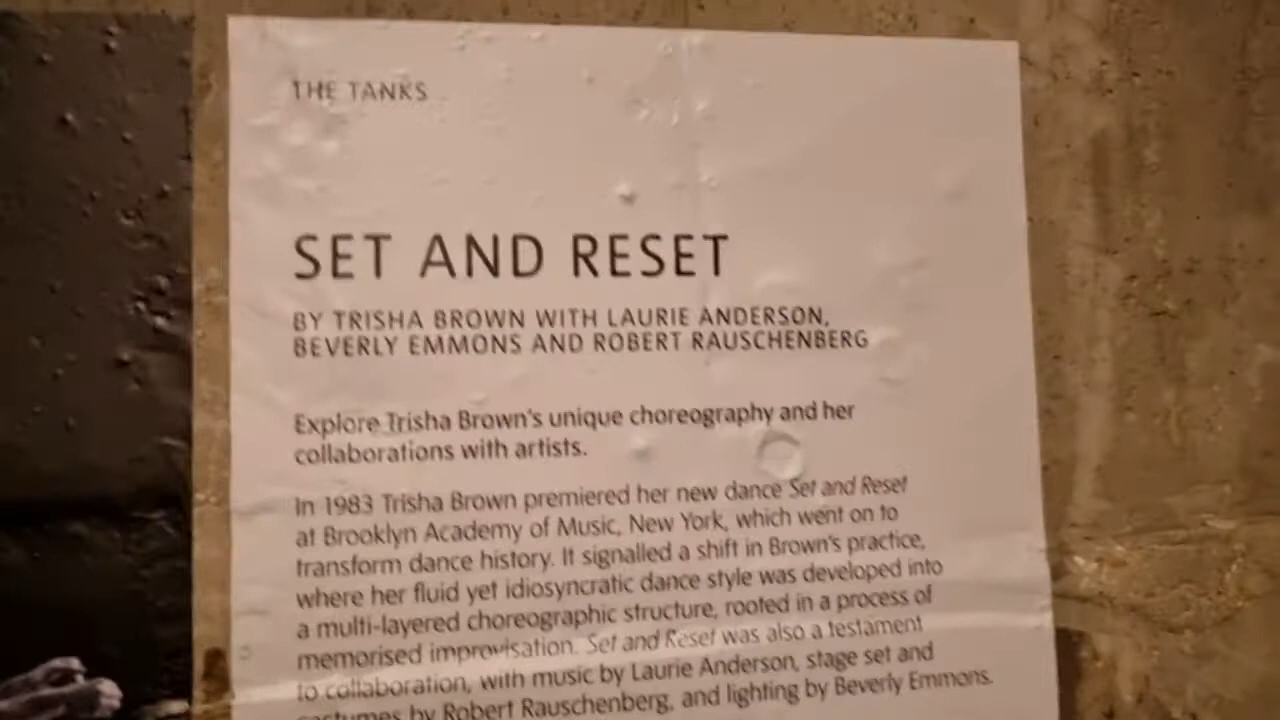 THE TANKS
SET AND RESET
BY TRISHA BROWN WITH LAURIE ANDERSON,
BEVERLY EMMONS AND ROBERT RAUSCHENBERG
Explore Trisha Brown's unique choreography and her
collaborations with artists.
In 1983 Trisha Brown premiered her new dance Set and Reset
at Brooklyn Academy of Music, New York, which went on to
transform dance history. It signalled a shift in Brown's practice,
where her fluid yet idiosyncratic dance style was developed into
a multi-layered choreographic structure, rooted in a process of
memorised improvisation. Set and Reset was also a testament
to collaboration, with music by Laurie Anderson, stage set and
costumes by Robert Rauschenberg, and lighting by Beverly Emmons.